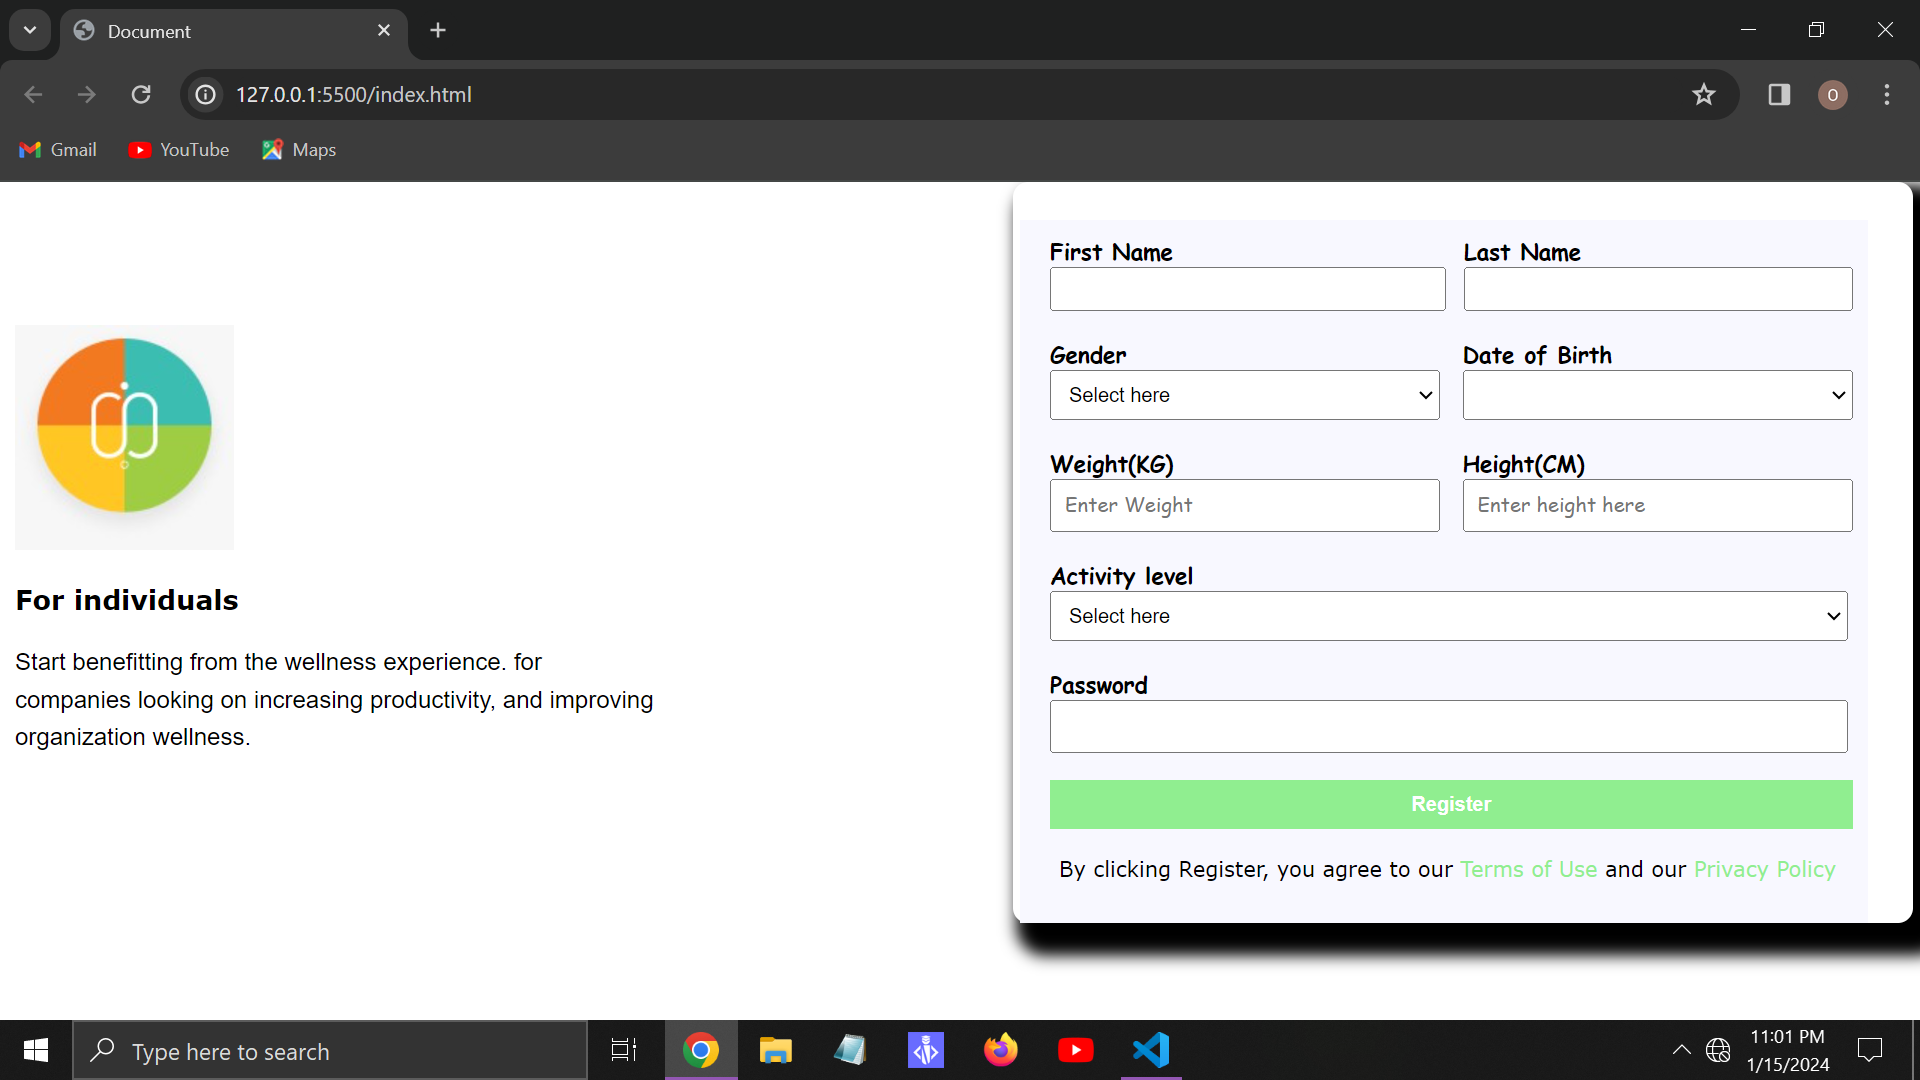 Document
127.0.0.1:5500/index.html
O
Gmail
YouTube
Maps
First Name
Last Name
Gender
Date of Birth
Select here
Weight(KG)
Height(CM)
Enter Weight
Enter height here
Activity level
Select here
Password
Register
By clicking Register, you agree to our Terms of Use and our Privacy Policy
For individuals
Start benefitting from the wellness experience. for
companies looking on increasing productivity, and improving
organization wellness.
Type here to search
11:01 PM
1/15/2024